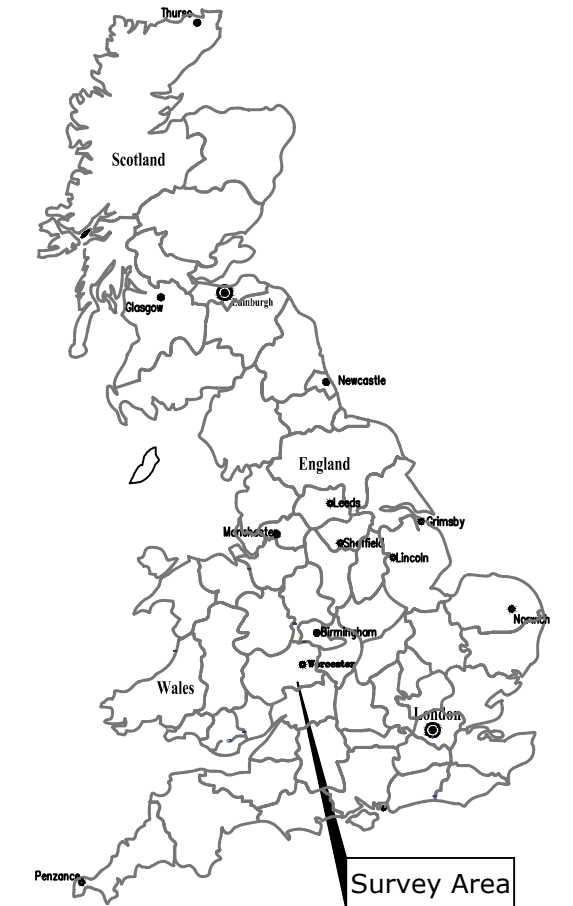 Thurso
Scotland
Edinburgh
Glasgow
Newcastle
England
Leeds
Grimsby
Manchester
Sheffield
Lincoln
Norwich
Birmingham
Worcester
Wales
London
Penzance
Survey Area